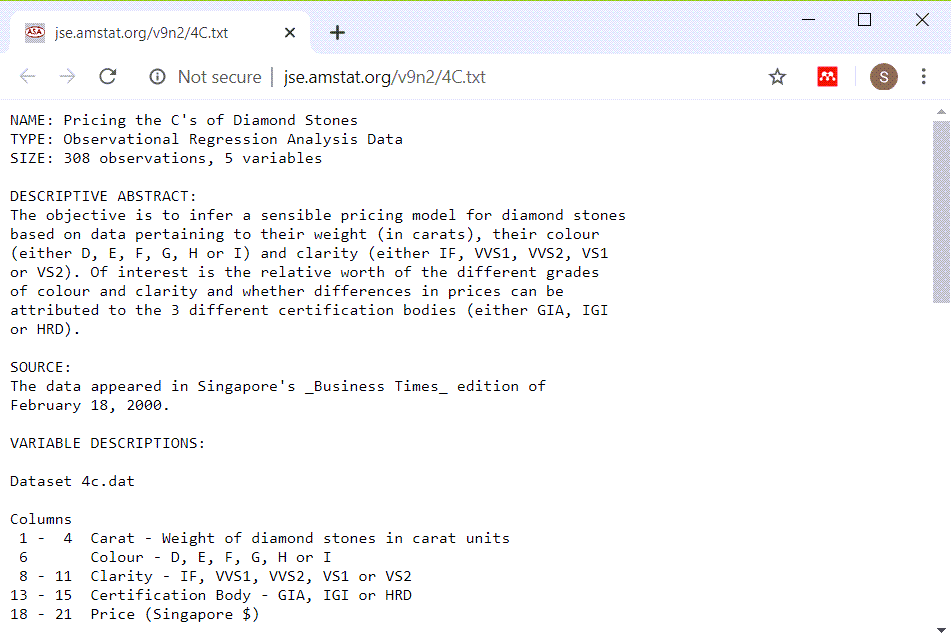 ASA jse.amstat.org/v9n2/4C.txt
Not secure | jse.amstat.org/v9n2/4C.txt S
NAME: Pricing the C's of Diamond Stones
TYPE: Observational Regression Analysis Data
SIZE: 308 observations, 5 variables
DESCRIPTIVE ABSTRACT:
The objective is to infer a sensible pricing model for diamond stones
based on data pertaining to their weight (in carats), their colour
(either D, E, F, G, H or I) and clarity (either IF, VVS1, VVS2, VS1
or VS2). Of interest is the relative worth of the different grades
of colour and clarity and whether differences in prices can be
attributed to the 3 different certification bodies (either GIA, IGI
or HRD).
SOURCE:
The data appeared in Singapore's _Business Times_ edition of
February 18, 2000.
VARIABLE DESCRIPTIONS:
Dataset 4c.dat
Columns
1 - 4 Carat - Weight of diamond stones in carat units
6 Colour - D, E, F, G, H or I
8 - 11 Clarity - IF, VVS1, VVS2, VS1 or VS2
13 - 15 Certification Body - GIA, IGI or HRD
18 - 21 Price (Singapore $)